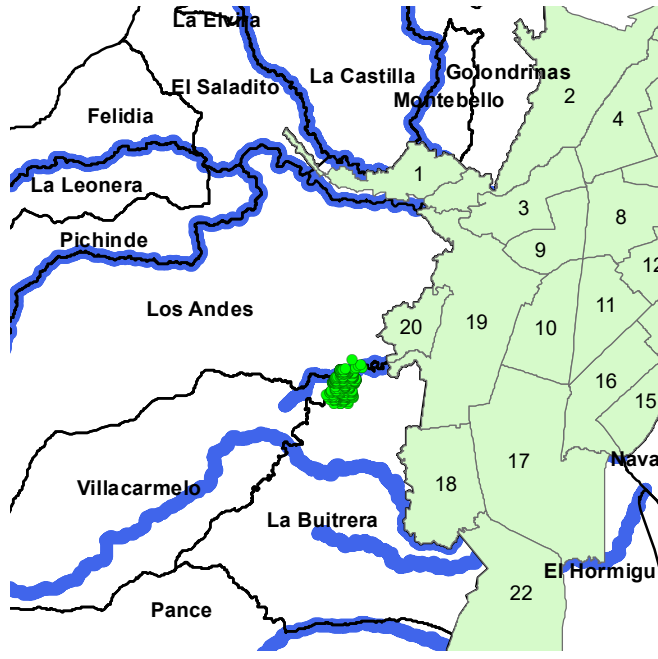 La Elvira
Golondrinas
La Castilla
El Saladito
2
Montebello
Felidia
4
1
La Leonera
3
8
Pichinde
9
12
Los Andes
11
20
19
10
16
15
17
Nava
18
Villacarmelo
La Buitrera
El Hormigu
22
Pance